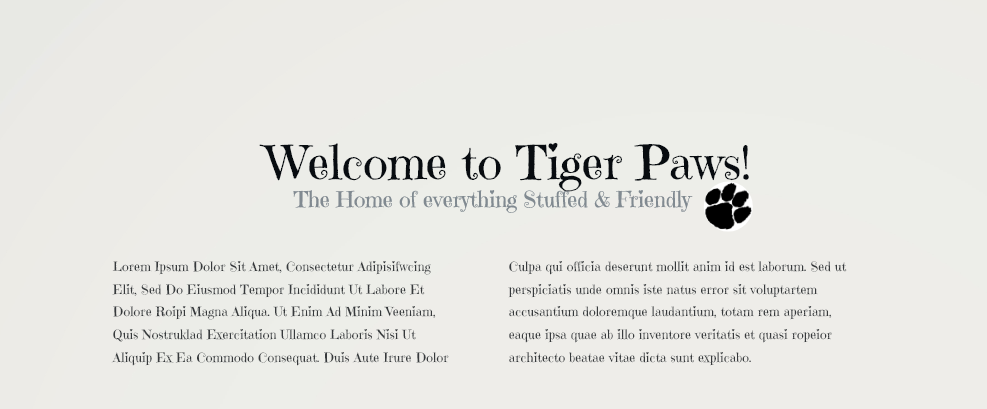 Welcome to Tiger Paws!
The Home of everything Stuffed & Friendly
Lorem Ipsum Dolor Sit Amet, Consectetur Adipisifwcing
Elit, Sed Do Eiusmod Tempor Incididunt Ut Labore Et
Dolore Roipi Magna Aliqua. Ut Enim Ad Minim Veeniam,
Quis Nostruklad Exercitation Ullamco Laboris Nisi Ut
Aliquip Ex Ea Commodo Consequat. Duis Aute Irure Dolor
Culpa qui officia deserunt mollit anim id est laborum. Sed ut
perspiciatis unde omnis iste natus error sit voluptartem
accusantium doloremque laudantium, totam rem aperiam,
eaque ipsa quae ab illo inventore veritatis et quasi ropeior
architecto beatae vitae dicta sunt explicabo.